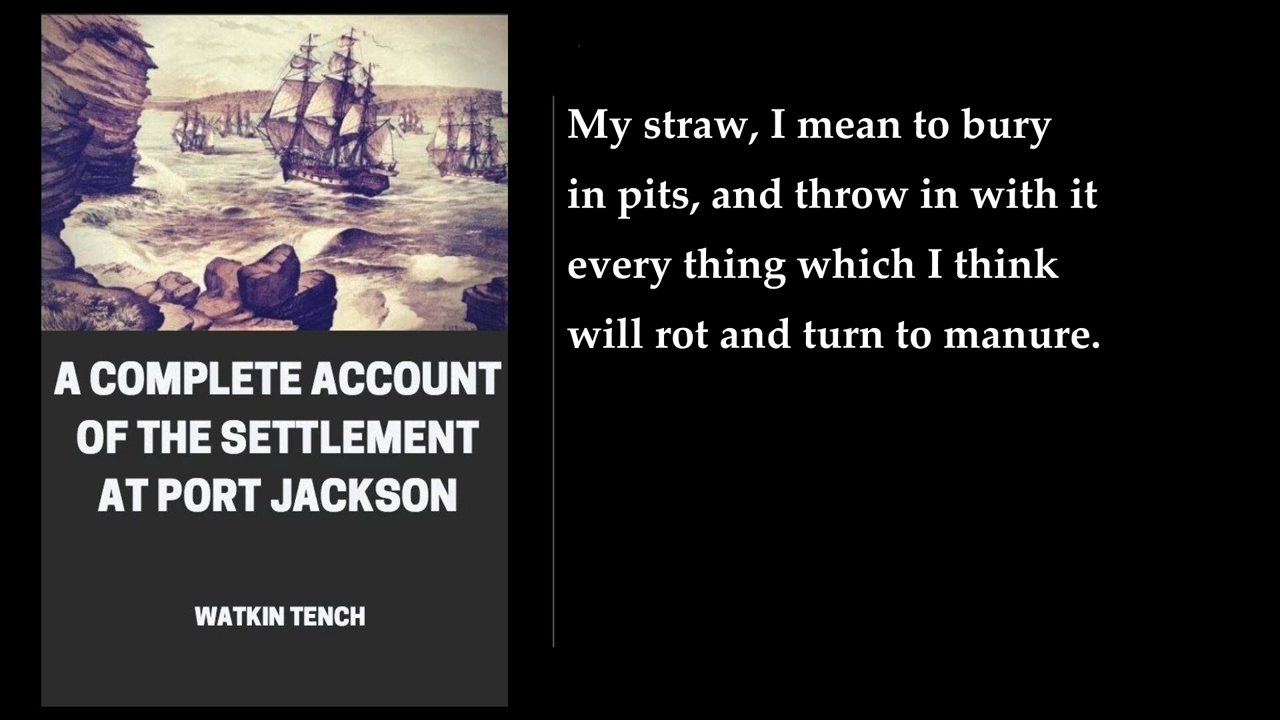 A COMPLETE ACCOUNT
OF THE SETTLEMENT
AT PORT JACKSON
WATKIN TENCH
My straw, I mean to bury
in pits, and throw in with it
every thing which I think
will rot and turn to manure.